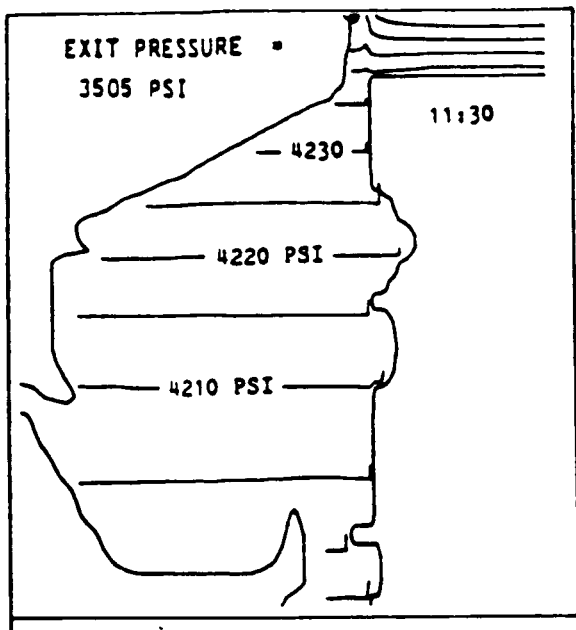 EXIT PRESSURE =
3505 PSI
11:30
4230
4220 PSI
4210 PSI